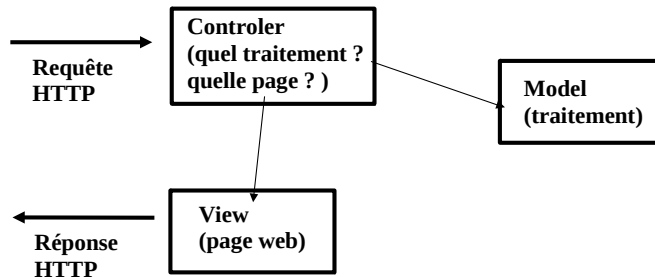 Controler
(quel traitement ?
quelle page ? )
Requête
HTTP
Model
(traitement)
View
(page web)
Réponse
HTTP